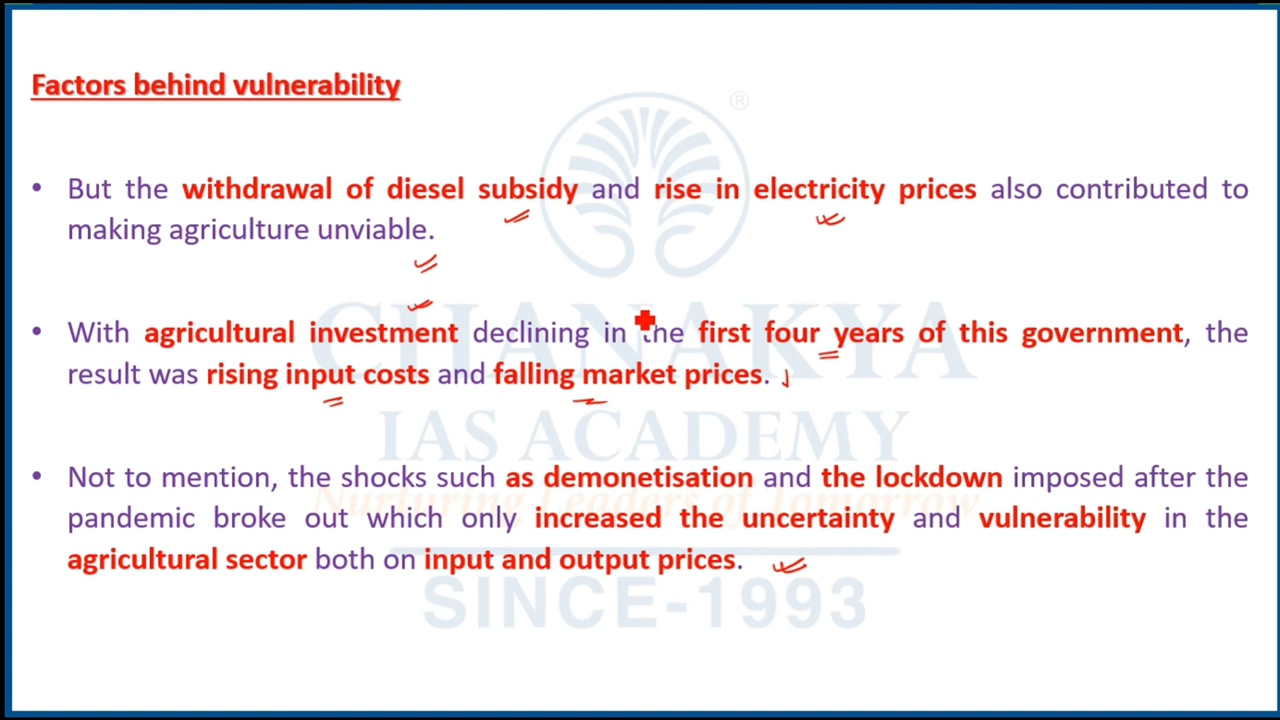 Factors behind vulnerability
®
• But the withdrawal of diesel subsidy and rise in electricity prices also contributed to
making agriculture unviable.
• With agricultural investment declining in the first four years of this government, the
result was rising input costs and falling market prices.
• Not to mention, the shocks such as demonetisation and the lockdown imposed after the
pandemic broke out which only increased the uncertainty and vulnerability in the
agricultural sector both on input and output prices.
CHANAKYA
IAS ACADEMY
Nurturing Leaders of Tomorrow
SINCE-1993